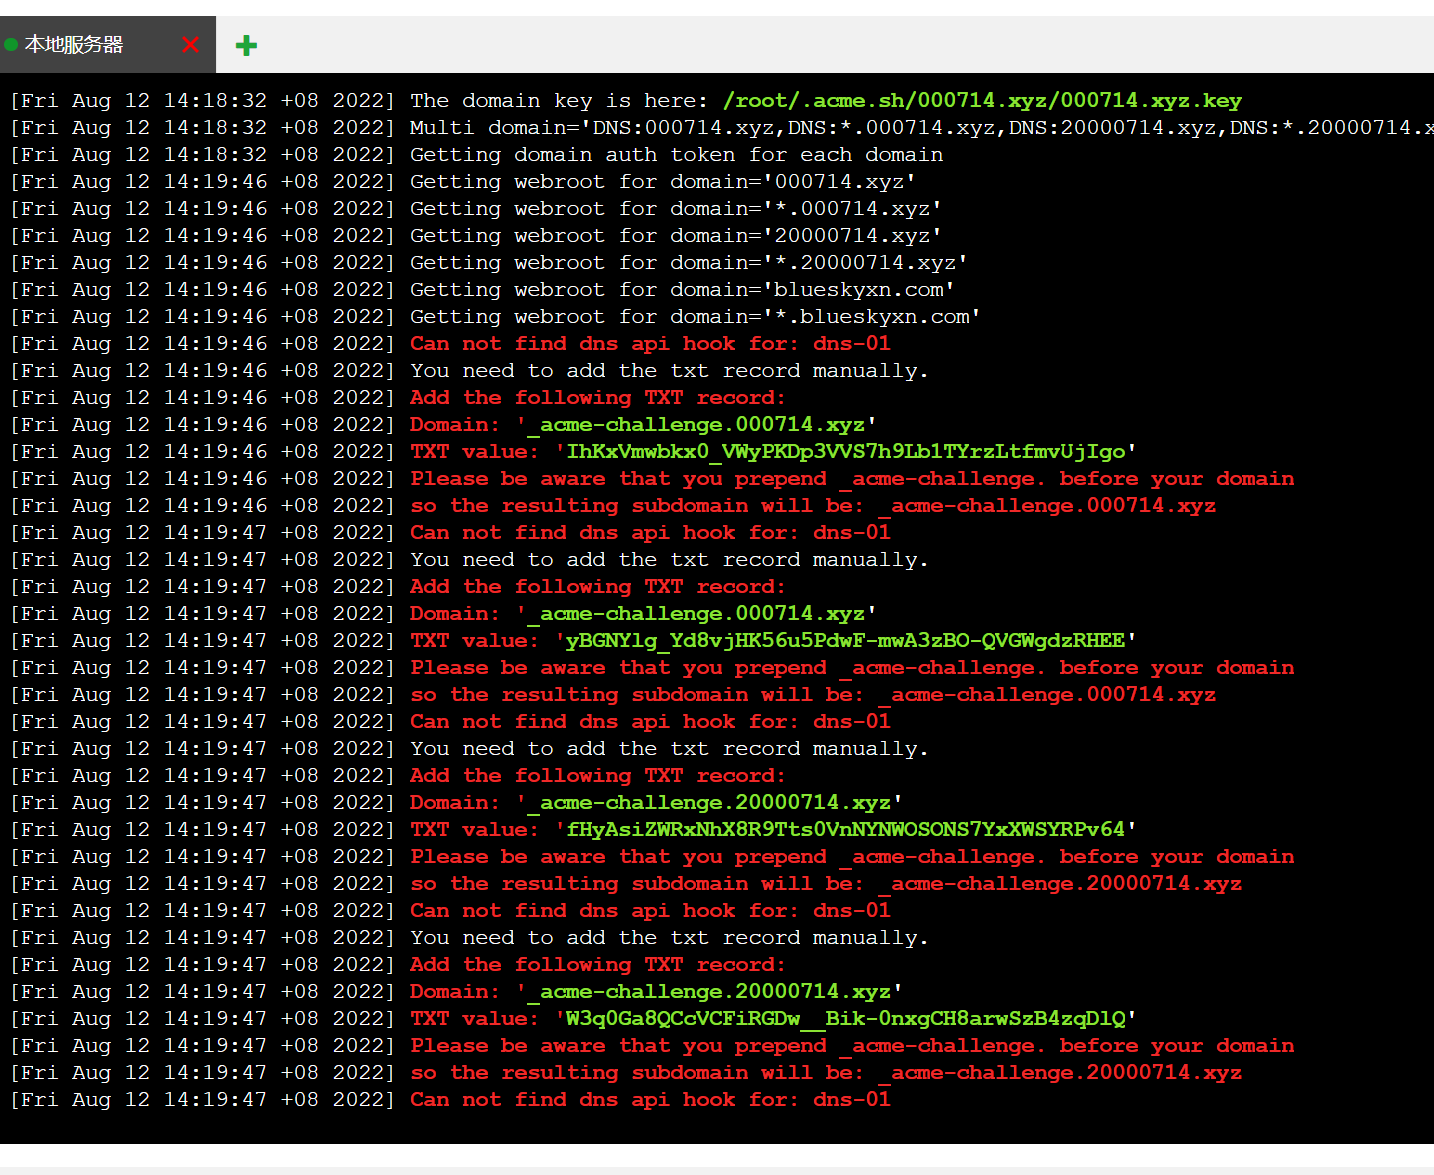 本地服务器
[Fri Aug 12 14:18:32 +08 2022] The domain key is here: /root/.acme.sh/000714.xyz/000714.xyz.key
[Fri Aug 12 14:18:32 +08 2022] Multi domain='DNS:000714.xyz,DNS:*.000714.xyz,DNS:20000714.xyz,DNS:*.20000714.x
[Fri Aug 12 14:18:32 +08 2022] Getting domain auth token for each domain
[Fri Aug 12 14:19:46 +08 2022] Getting webroot for domain='000714.xyz'
[Fri Aug 12 14:19:46 +08 2022] Getting webroot for domain='*.000714.xyz'
[Fri Aug 12 14:19:46 +08 2022] Getting webroot for domain='20000714.xyz'
[Fri Aug 12 14:19:46 +08 2022] Getting webroot for domain='*.20000714.xyz'
[Fri Aug 12 14:19:46 +08 2022] Getting webroot for domain='blueskyxn.com'
[Fri Aug 12 14:19:46 +08 2022] Getting webroot for domain='*.blueskyxn.com'
[Fri Aug 12 14:19:46 +08 2022] Can not find dns api hook for: dns-01
[Fri Aug 12 14:19:46 +08 2022] You need to add the txt record manually.
[Fri Aug 12 14:19:46 +08 2022] Add the following TXT record:
[Fri Aug 12 14:19:46 +08 2022] Domain: '_acme-challenge.000714.xyz'
[Fri Aug 12 14:19:46 +08 2022] TXT value: 'IhKxVmwbkx0_VWyPKDp3VVS7h9Lb1TYrzLtfmvUjIgo'
[Fri Aug 12 14:19:46 +08 2022] Please be aware that you prepend _acme-challenge. before your domain
[Fri Aug 12 14:19:46 +08 2022] so the resulting subdomain will be: _acme-challenge.000714.xyz
[Fri Aug 12 14:19:47 +08 2022] Can not find dns api hook for: dns-01
[Fri Aug 12 14:19:47 +08 2022] You need to add the txt record manually.
[Fri Aug 12 14:19:47 +08 2022] Add the following TXT record:
[Fri Aug 12 14:19:47 +08 2022] Domain: '_acme-challenge.000714.xyz'
[Fri Aug 12 14:19:47 +08 2022] TXT value: 'yBGNYlg_Yd8vjHK56u5PdwF-mwA3zBO-QVGWgdzRHEE'
[Fri Aug 12 14:19:47 +08 2022] Please be aware that you prepend _acme-challenge. before your domain
[Fri Aug 12 14:19:47 +08 2022] so the resulting subdomain will be: _acme-challenge.000714.xyz
[Fri Aug 12 14:19:47 +08 2022] Can not find dns api hook for: dns-01
[Fri Aug 12 14:19:47 +08 2022] You need to add the txt record manually.
[Fri Aug 12 14:19:47 +08 2022] Add the following TXT record:
[Fri Aug 12 14:19:47 +08 2022] Domain: '_acme-challenge.20000714.xyz'
[Fri Aug 12 14:19:47 +08 2022] TXT value: 'fHyAsiZWRxNhX8R9Tts0VnNYNWOSONS7YxXWSYRPv64'
[Fri Aug 12 14:19:47 +08 2022] Please be aware that you prepend _acme-challenge. before your domain
[Fri Aug 12 14:19:47 +08 2022] so the resulting subdomain will be: _acme-challenge.20000714.xyz
[Fri Aug 12 14:19:47 +08 2022] Can not find dns api hook for: dns-01
[Fri Aug 12 14:19:47 +08 2022] You need to add the txt record manually.
[Fri Aug 12 14:19:47 +08 2022] Add the following TXT record:
[Fri Aug 12 14:19:47 +08 2022] Domain: '_acme-challenge.20000714.xyz'
[Fri Aug 12 14:19:47 +08 2022] TXT value: 'W3q0Ga8QCcVCFiRGDw__Bik-0nxgCH8arwSzB4zqDlQ'
[Fri Aug 12 14:19:47 +08 2022] Please be aware that you prepend _acme-challenge. before your domain
[Fri Aug 12 14:19:47 +08 2022] so the resulting subdomain will be: _acme-challenge.20000714.xyz
[Fri Aug 12 14:19:47 +08 2022] Can not find dns api hook for: dns-01